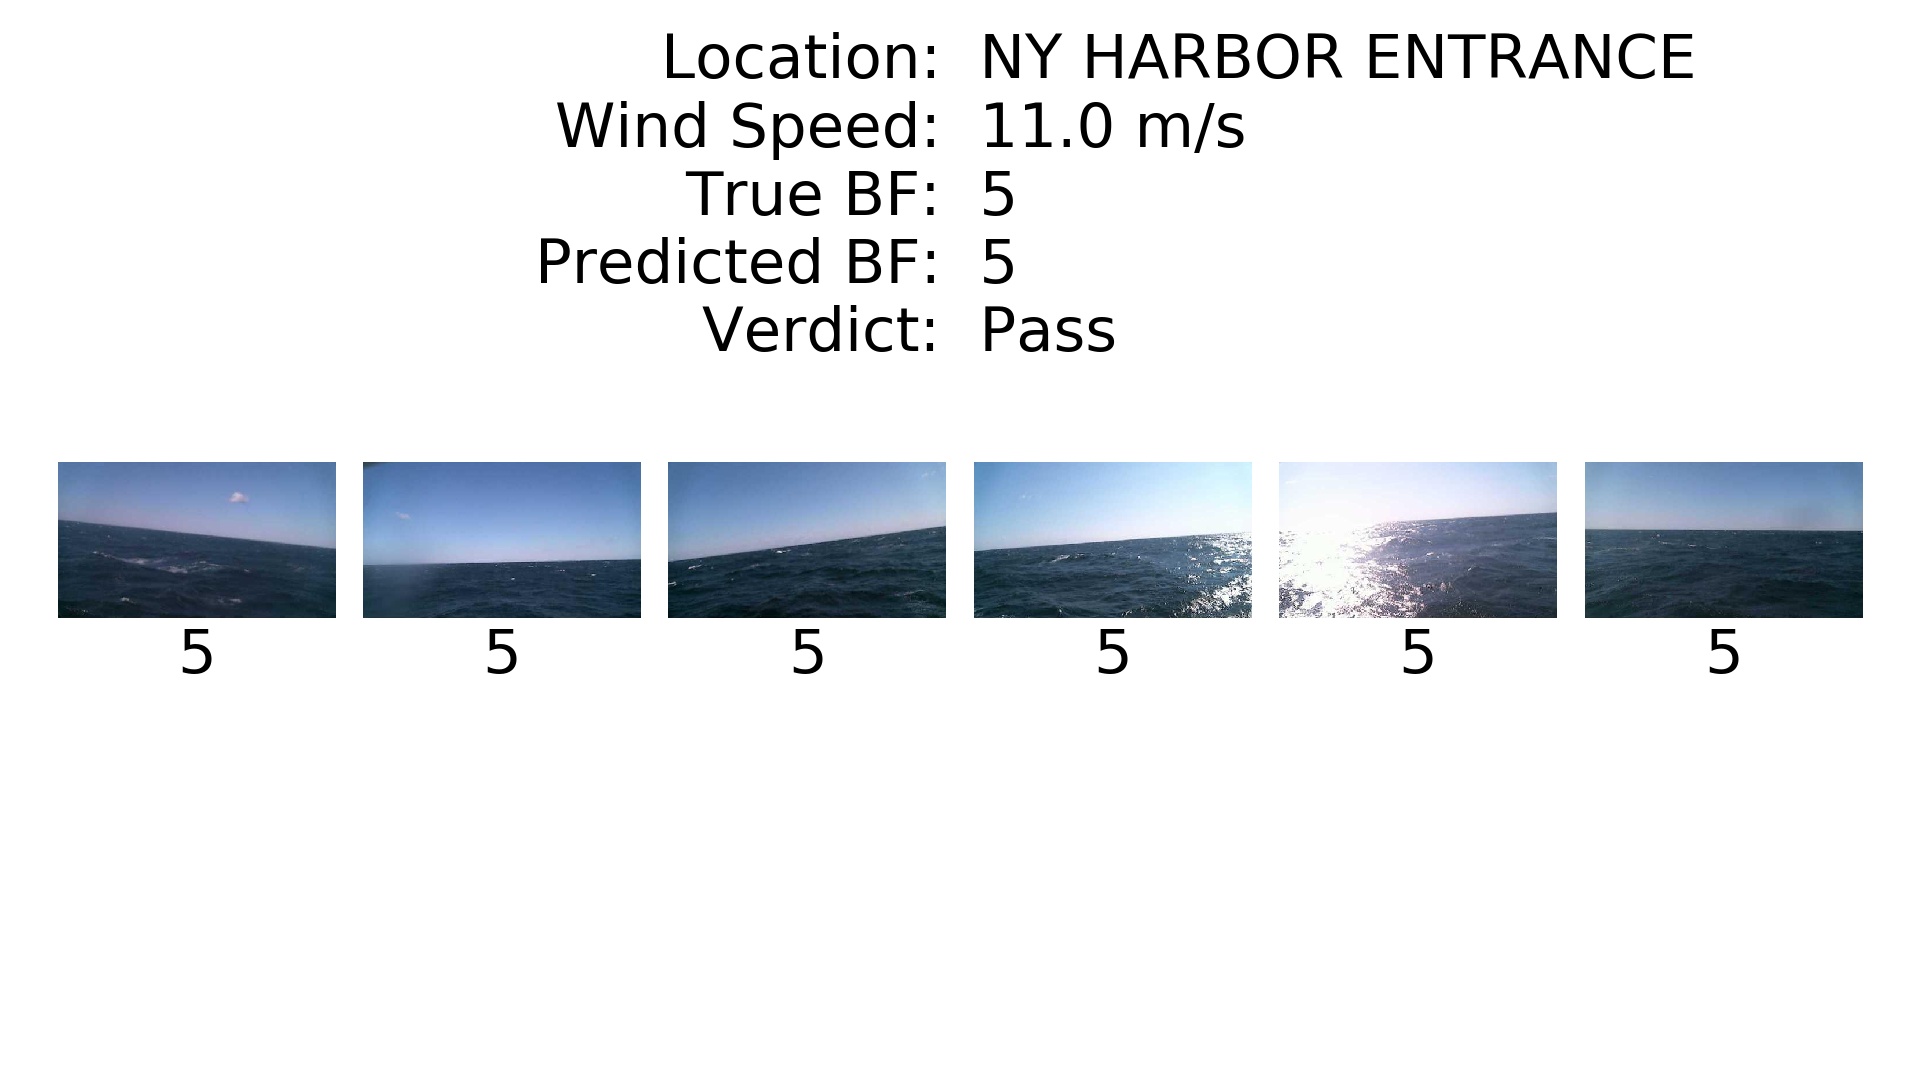 Location: NY HARBOR ENTRANCE
Wind Speed: 11.0 m/s
True BF: 5
Predicted BF: 5
Verdict: Pass
5 5 5 5 5 5